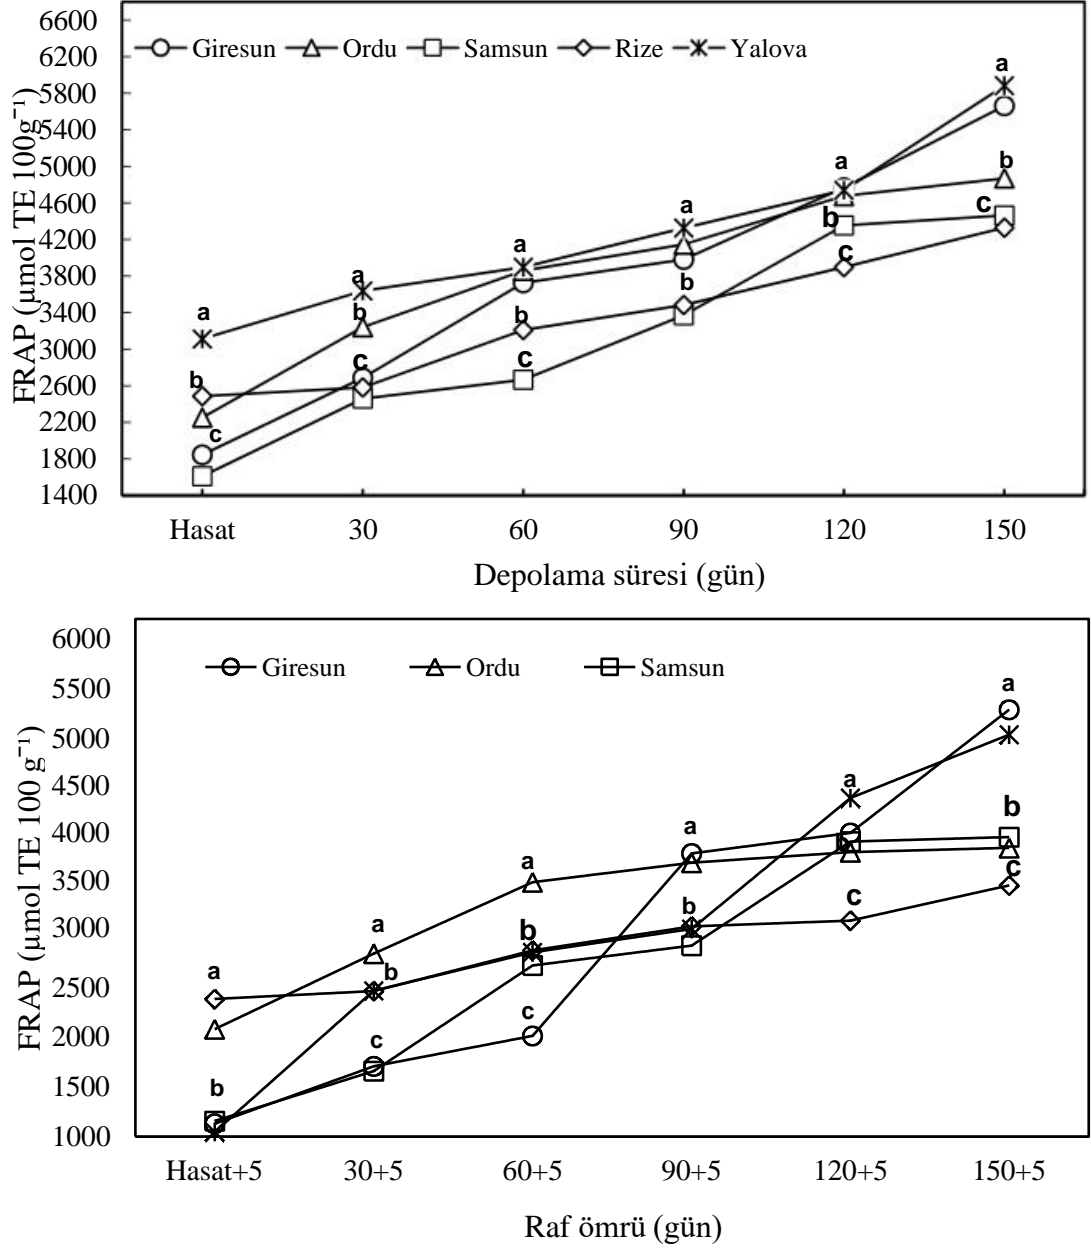 FRAP (µmol TE 100g⁻¹)
6600
6200
5800
5400
5000
4600
4200
3800
3400
3000
2600
2200
1800
1400
Giresun Ordu Samsun Rize Yalova
a b c
a b c
a b c
a b
a b c
a b c
Hasat 30 60 90 120 150
Depolama süresi (gün)
FRAP (µmol TE 100 g⁻¹)
6000
5500
5000
4500
4000
3500
3000
2500
2000
1500
1000
Giresun Ordu Samsun
a b
a b c
a b c
a b
a b c
a b c
Hasat+5 30+5 60+5 90+5 120+5 150+5
Raf ömrü (gün)